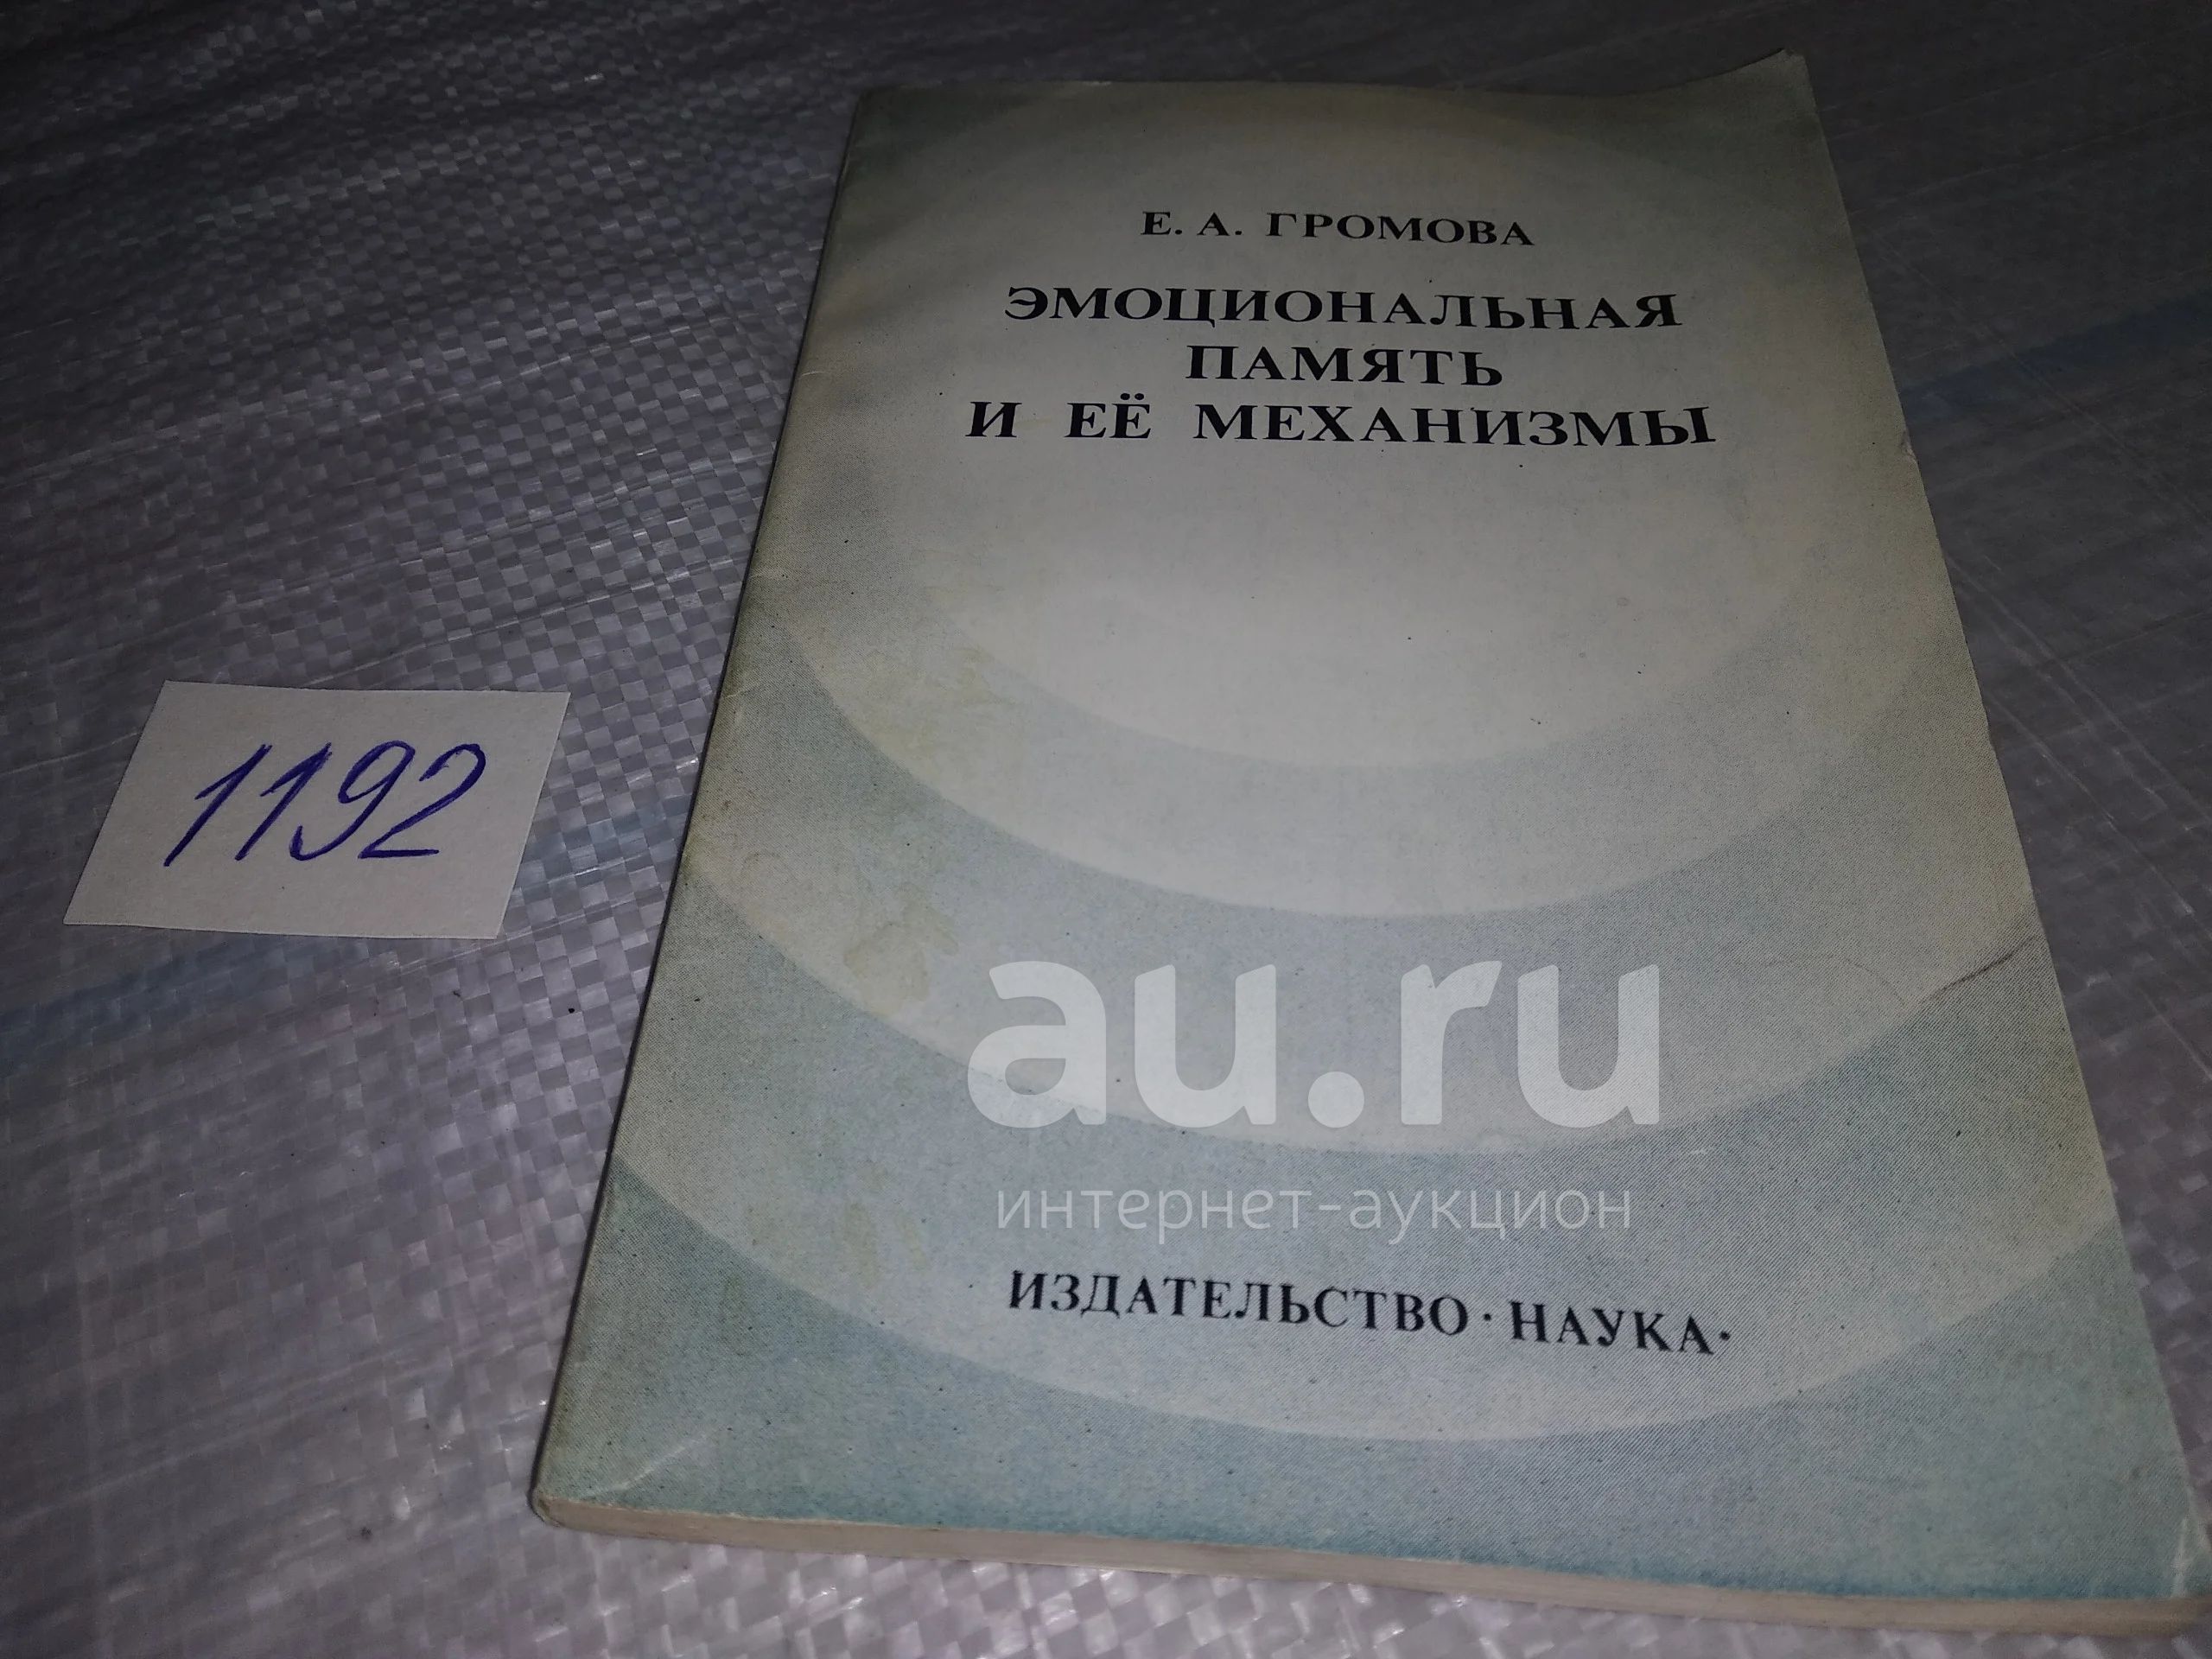 Е. А. ГРОМОВА
ЭМОЦИОНАЛЬНАЯ
ПАМЯТЬ
И ЕЁ МЕХАНИЗМЫ
1192
au.ru
интернет-аукцион
ИЗДАТЕЛЬСТВО · НАУКА ·